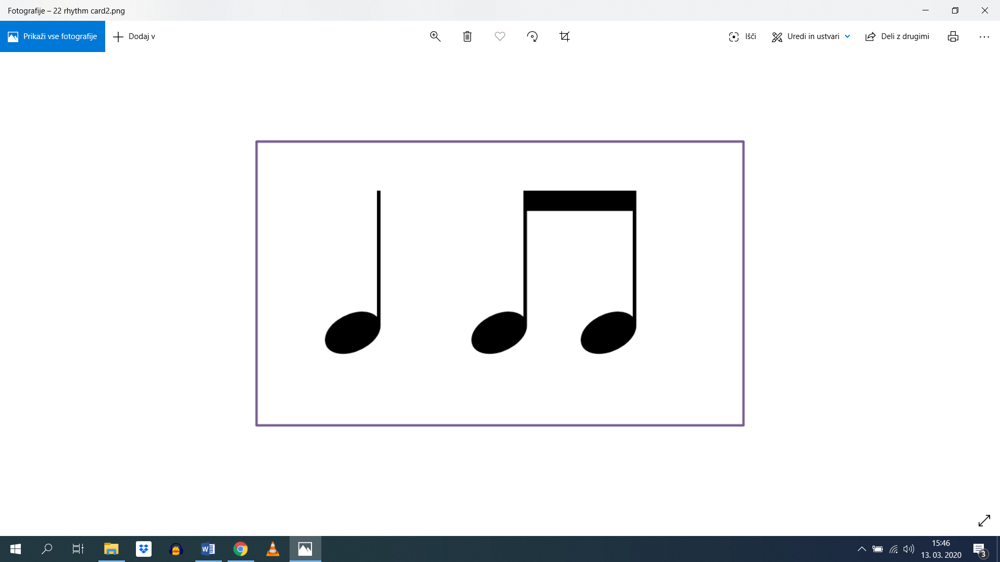 Fotografije – 22 rhythm card2.png
Prikaži vse fotografije
Dodaj v
Išči
Uredi in ustvari
Deli z drugimi
W
15:46
13. 03. 2020
3